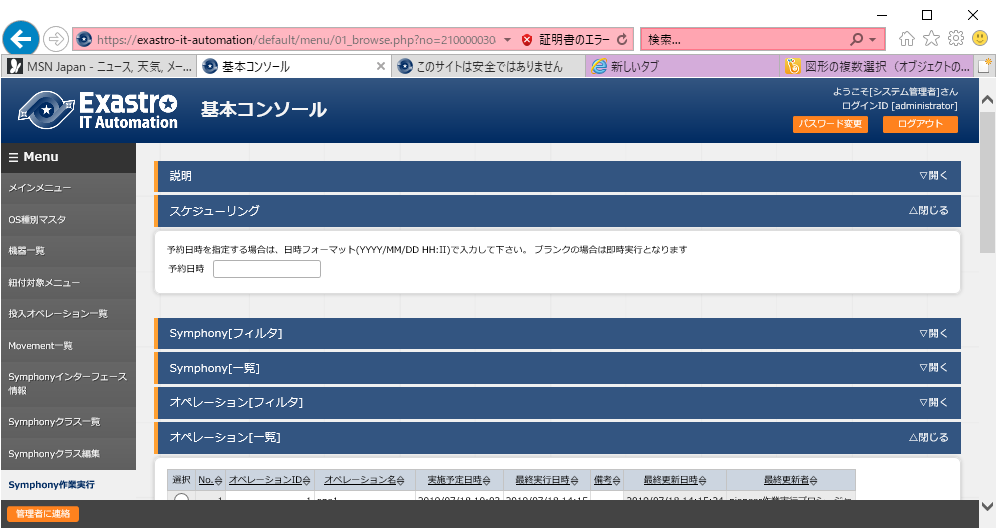 https://exastro-it-automation/default/menu/01_browse.php?no=210000030
証明書のエラー
検索...
MSN Japan - ニュース, 天気, メー...
基本コンソール
このサイトは安全ではありません
新しいタブ
図形の複数選択（オブジェクトの...
Exastro
IT Automation
基本コンソール
ようこそ[システム管理者]さん
ログインID [administrator]
パスワード変更 ログアウト
Menu
メインメニュー
OS種別マスタ
機器一覧
紐付対象メニュー
投入オペレーション一覧
Movement一覧
Symphonyインターフェース
情報
Symphonyクラス一覧
Symphonyクラス編集
Symphony作業実行
説明 ▽開く
スケジューリング △閉じる
予約日時を指定する場合は、日時フォーマット(YYYY/MM/DD HH:II)で入力して下さい。 ブランクの場合は即時実行となります
予約日時
Symphony[フィルタ] ▽開く
Symphony[一覧] ▽開く
オペレーション[フィルタ] ▽開く
オペレーション[一覧] △閉じる
選択 No. オペレーションID オペレーション名 実施予定日時 最終実行日時 備考 最終更新日時 最終更新者
管理者に連絡